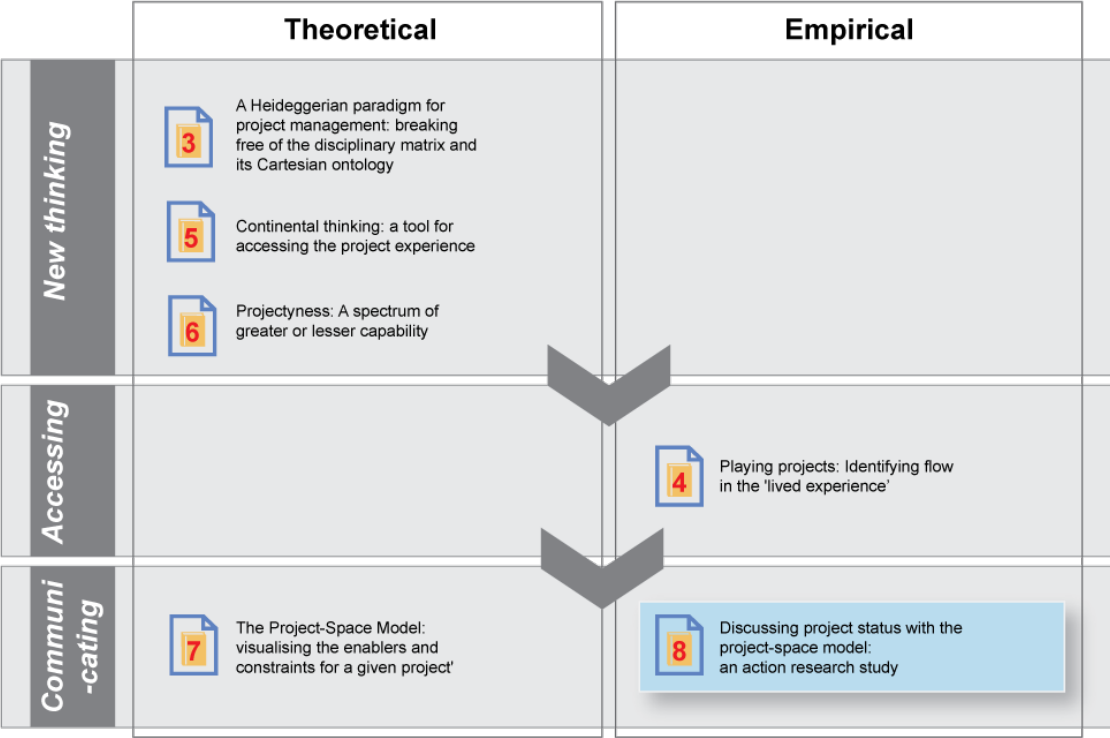 Theoretical
Empirical
New thinking
3
A Heideggerian paradigm for
project management: breaking
free of the disciplinary matrix and
its Cartesian ontology
5
Continental thinking: a tool for
accessing the project experience
6
Projectyness: A spectrum of
greater or lesser capability
Accessing
4
Playing projects: Identifying flow
in the 'lived experience’
Communi
-cating
7
The Project-Space Model:
visualising the enablers and
constraints for a given project'
8
Discussing project status with the
project-space model:
an action research study